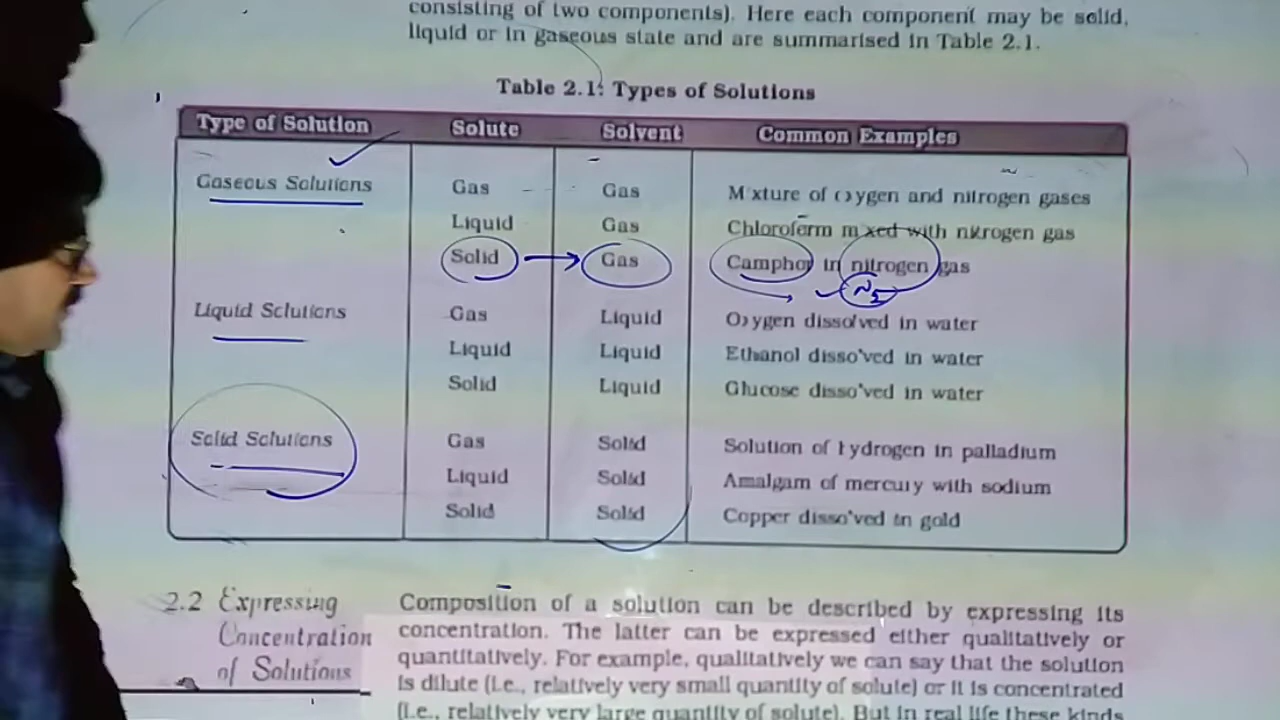 consisting of two components). Here each component may be solid,
liquid or in gaseous state and are summarised in Table 2.1.
Table 2.1: Types of Solutions
Type of Solution Solute Solvent Common Examples
Gaseous Solutions Gas Gas Mixture of oxygen and nitrogen gases
Liquid Gas Chloroform mixed with nitrogen gas
Solid Gas Camphor in nitrogen gas
N2
Liquid Solutions Gas Liquid Oxygen dissolved in water
Liquid Liquid Ethanol dissolved in water
Solid Liquid Glucose dissolved in water
Solid Solutions Gas Solid Solution of hydrogen in palladium
Liquid Solid Amalgam of mercury with sodium
Solid Solid Copper dissolved in gold
2.2 Expressing
Concentration
of Solutions
Composition of a solution can be described by expressing its
concentration. The latter can be expressed either qualitatively or
quantitatively. For example, qualitatively we can say that the solution
is dilute (i.e., relatively very small quantity of solute) or it is concentrated
(i.e., relatively very large quantity of solute). But in real life these kinds